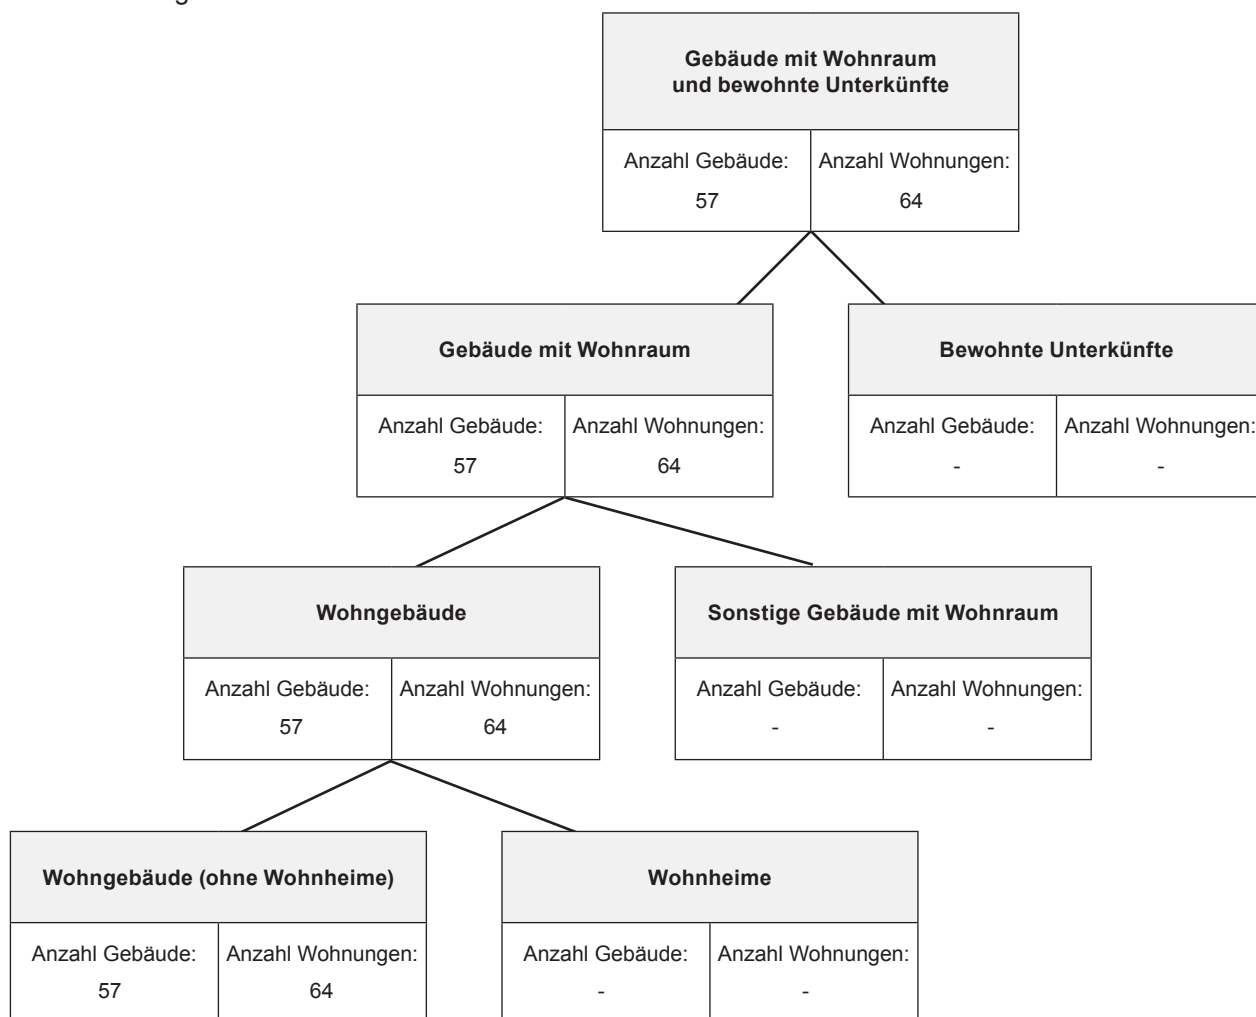 Gebäude mit Wohnraum
und bewohnte Unterkünfte
Anzahl Gebäude: Anzahl Wohnungen:
57 64
Gebäude mit Wohnraum
Bewohnte Unterkünfte
Anzahl Gebäude: Anzahl Wohnungen:
57 64
Anzahl Gebäude: Anzahl Wohnungen:
- -
Wohngebäude
Sonstige Gebäude mit Wohnraum
Anzahl Gebäude: Anzahl Wohnungen:
57 64
Anzahl Gebäude: Anzahl Wohnungen:
- -
Wohngebäude (ohne Wohnheime)
Wohnheime
Anzahl Gebäude: Anzahl Wohnungen:
57 64
Anzahl Gebäude: Anzahl Wohnungen:
- -